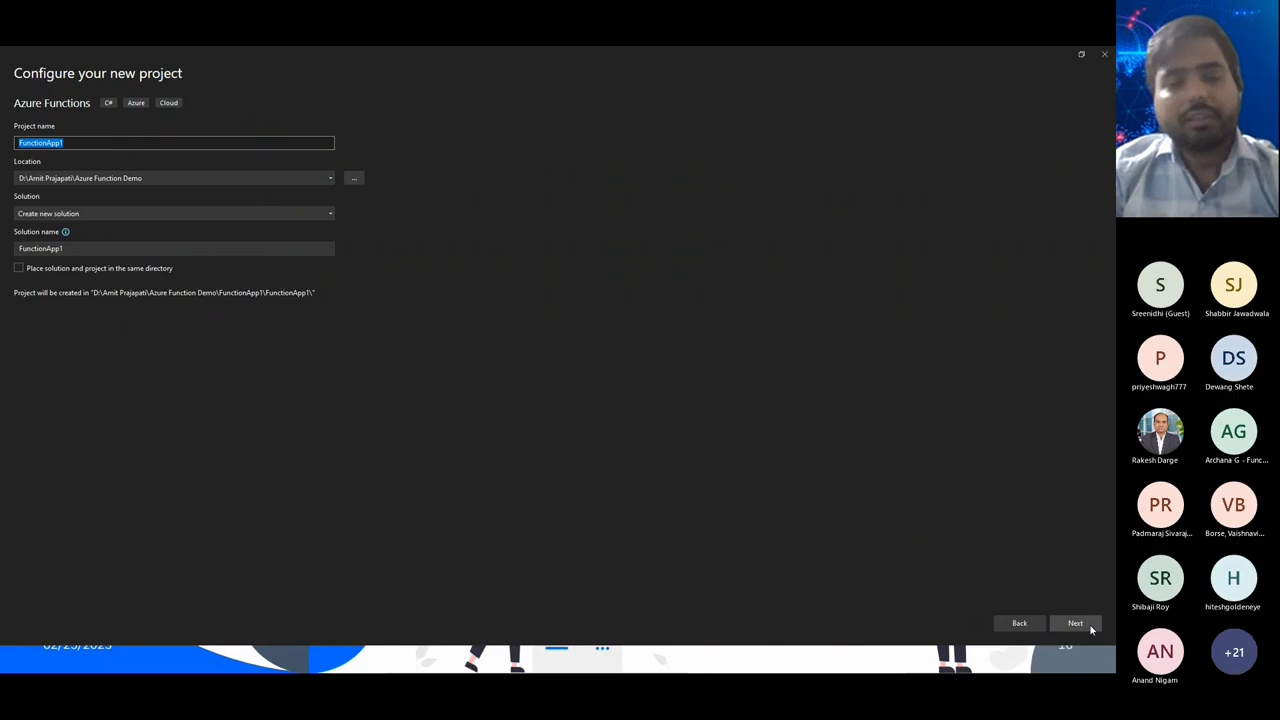 Configure your new project
Azure Functions C# Azure Cloud
Project name
FunctionApp1
Location
D:\Amit Prajapati\Azure Function Demo
...
Solution
Create new solution
Solution name
FunctionApp1
Place solution and project in the same directory
Project will be created in "D:\Amit Prajapati\Azure Function Demo\FunctionApp1\FunctionApp1\"
Back Next
S SJ
Sreenidhi (Guest) Shabbir Jawadwala
P DS
priyeshwagh777 Dewang Shete
AG
Rakesh Darge Archana G - Func...
PR VB
Padmaraj Sivaraj... Borse, Vaishnavi...
SR H
Shibaji Roy hiteshgoldeneye
AN +21
Anand Nigam